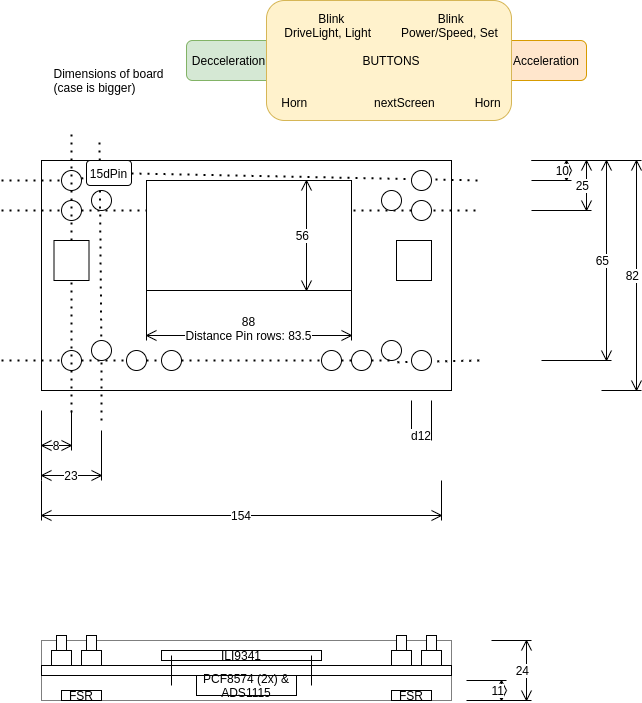 Blink
DriveLight, Light
Blink
Power/Speed, Set
Decceleration
BUTTONS
Acceleration
Horn
nextScreen
Horn
Dimensions of board
(case is bigger)
15dPin
10
25
56
65
82
88
Distance Pin rows: 83.5
d12
8
23
154
ILI9341
PCF8574 (2x) &
ADS1115
FSR
FSR
24
11